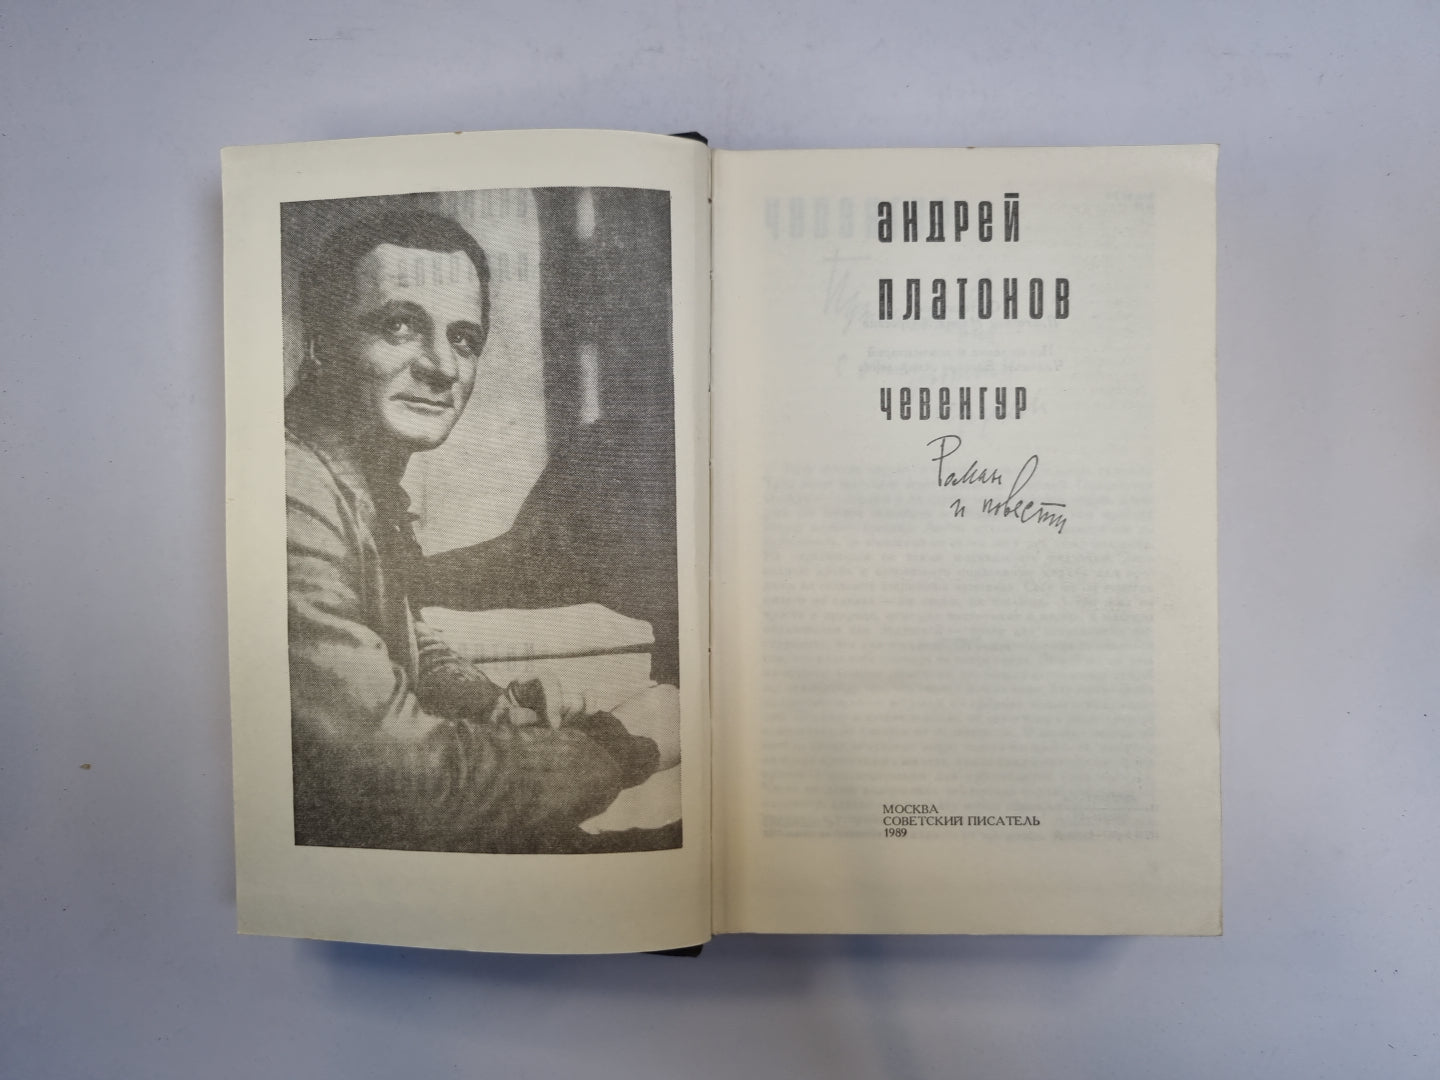 андрей
платонов
чевенгур
Роман
и повести
МОСКВА
СОВЕТСКИЙ ПИСАТЕЛЬ
1989